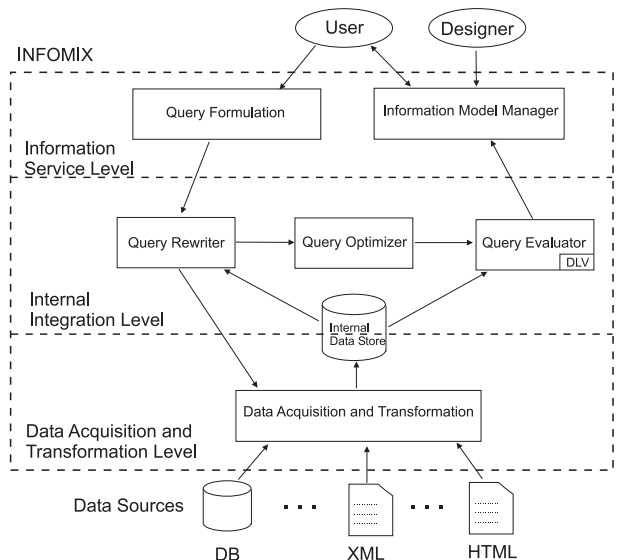 User
Designer
INFOMIX
Query Formulation
Information Model Manager
Information
Service Level
Query Rewriter
Query Optimizer
Query Evaluator
DLV
Internal
Integration Level
Internal
Data Store
Data Acquisition and Transformation
Data Acquisition and
Transformation Level
Data Sources
DB
XML
HTML